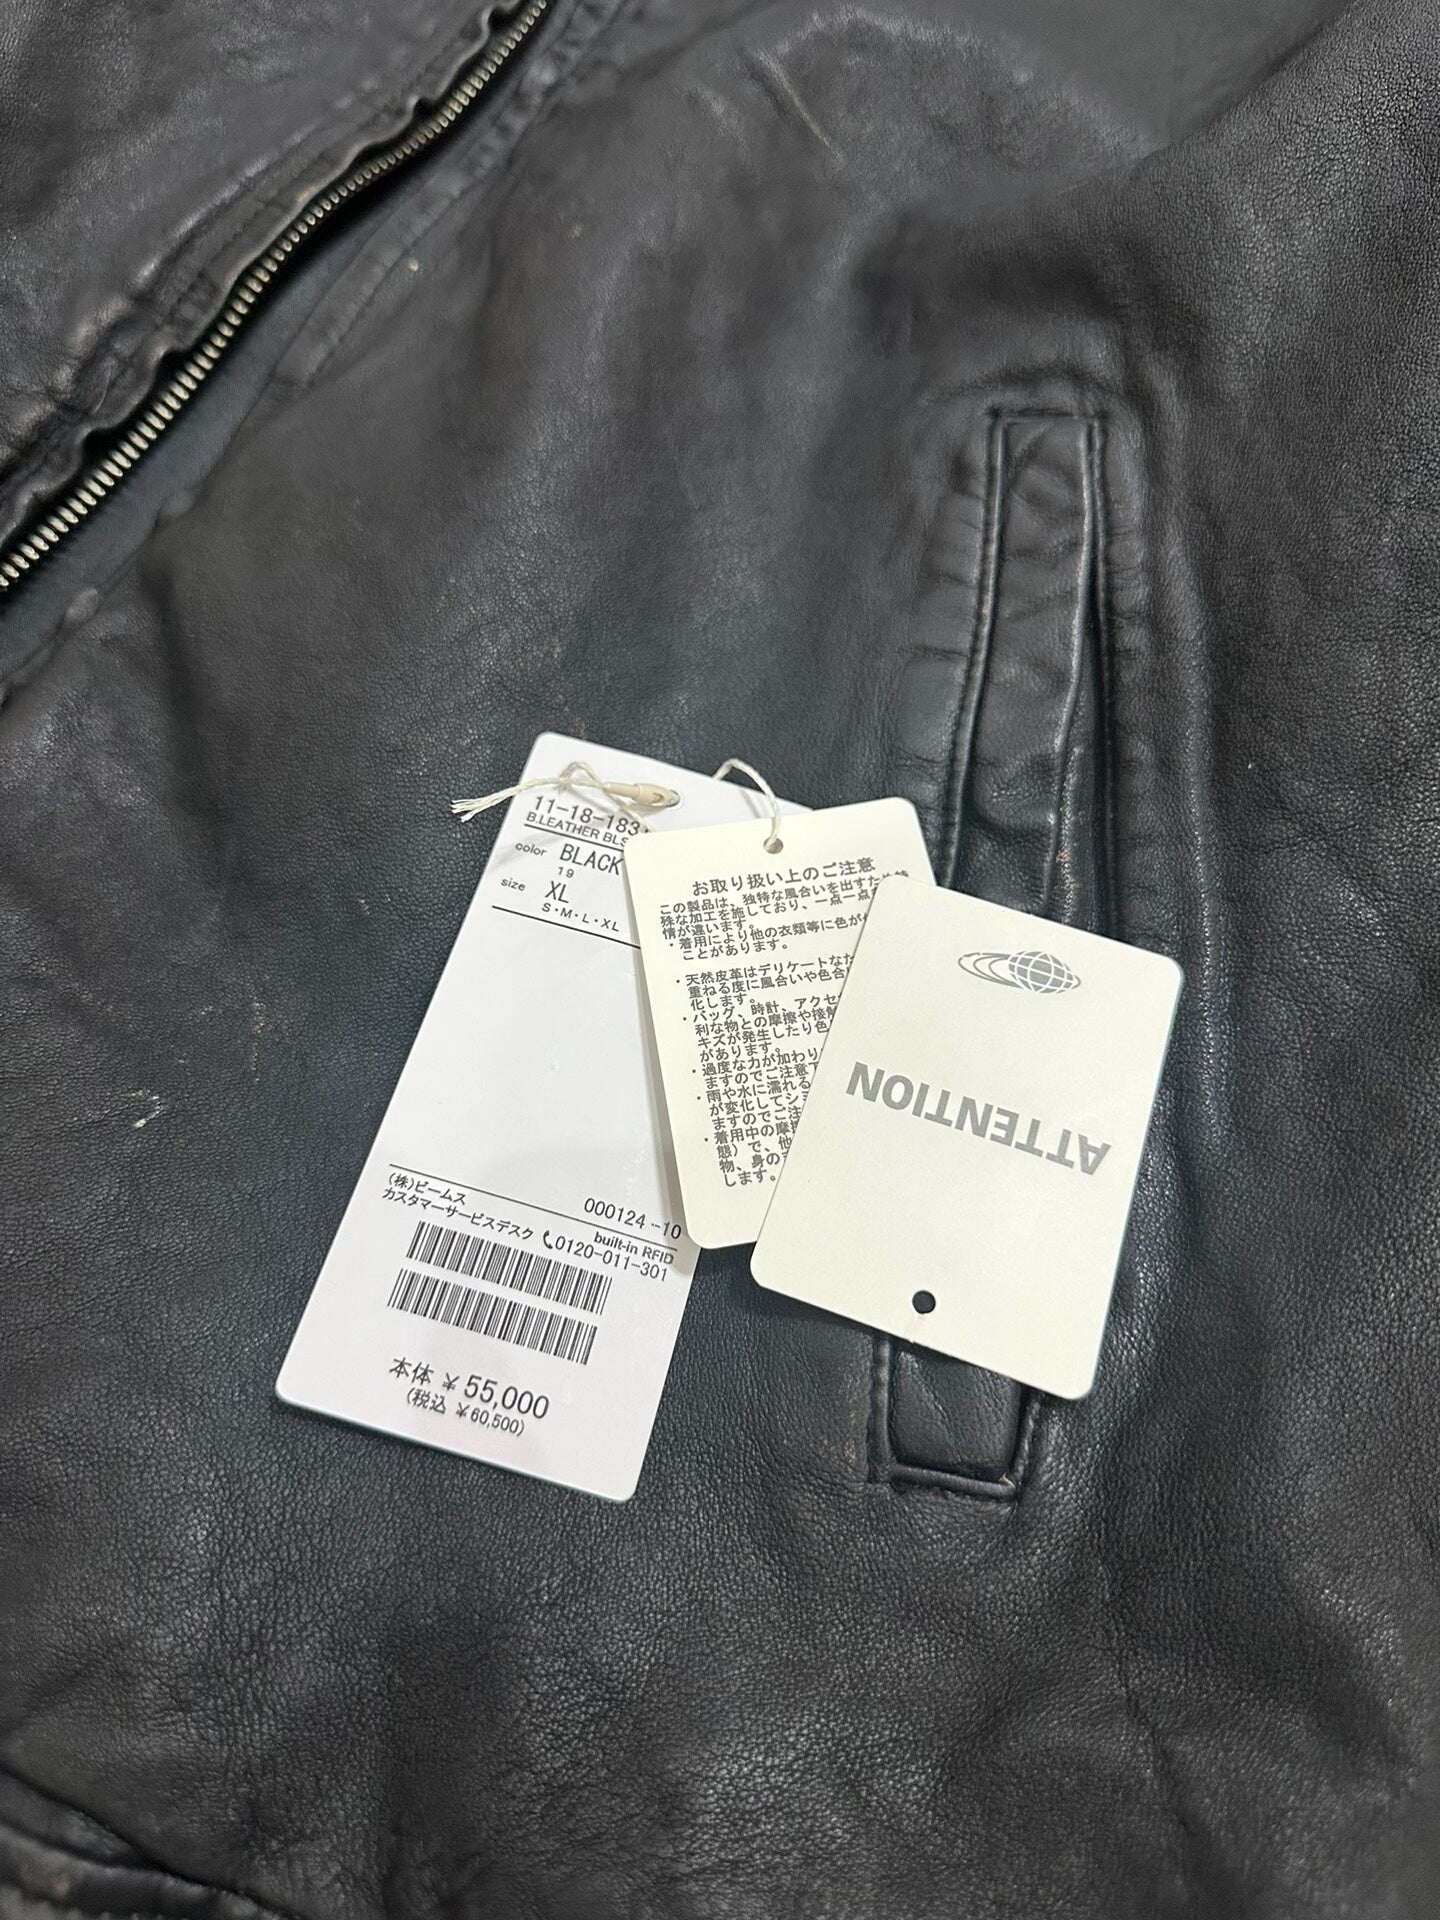 11-18-183
B.LEATHER BLS
color BLACK
19
size XL
S・M・L・XL
(株)ビームス 000124 -10
カスタマーサービスデスク built-in RFID
0120-011-301
本体 ¥ 55,000
(税込 ¥60,500)
お取り扱い上のご注意
この製品は、独特な風合いを出すため特
殊な加工を施しており、一点一点
情が違います。
・着用により他の衣類等に色が
ことがあります。
・天然皮革はデリケートな
重ねる度に風合いや色合
化します。
・バッグ、時計、アクセ
利な物との摩擦や接触
キズが発生したり色
があります。
・過度な力が加わり
ますのでご注意
・雨や水に濡れる
が変化してシ
ますのでご注
・着用中の摩擦
態)で、他
物、身の
します。
ATTENTION